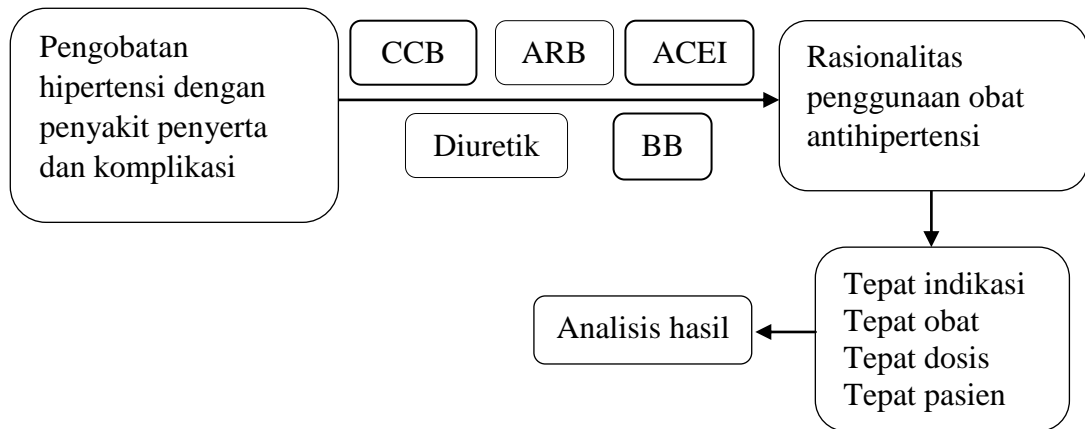 Pengobatan
hipertensi dengan
penyakit penyerta
dan komplikasi
CCB
ARB
ACEI
Diuretik
BB
Rasionalitas
penggunaan obat
antihipertensi
Tepat indikasi
Tepat obat
Tepat dosis
Tepat pasien
Analisis hasil